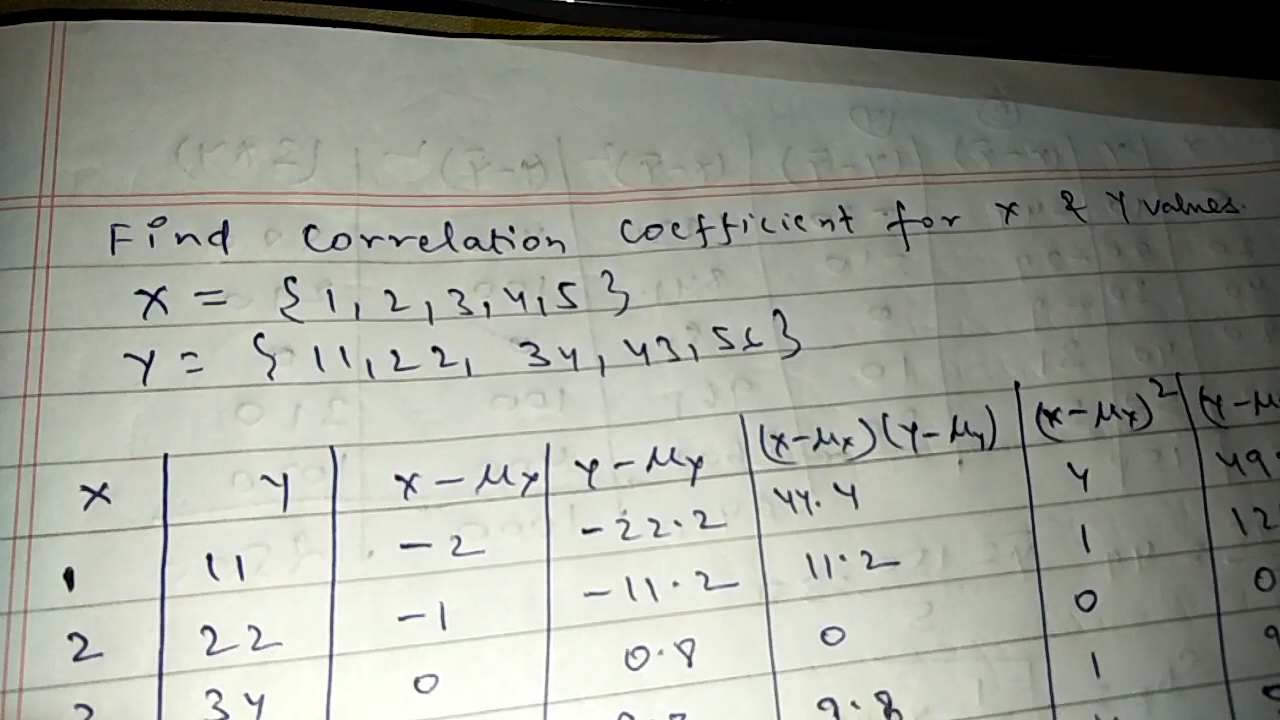 Find correlation coefficient for x & Y values.
X = {1, 2, 3, 4, 5}
Y = {11, 22, 34, 43, 56}
X Y X - μx Y - μy (x-μx)(Y-μy) (x-μx)² (Y-μ
1 11 -2 -22.2 44.4 4 49
2 22 -1 -11.2 11.2 1 12
34 0 0.8 0 0 0
9.8 1